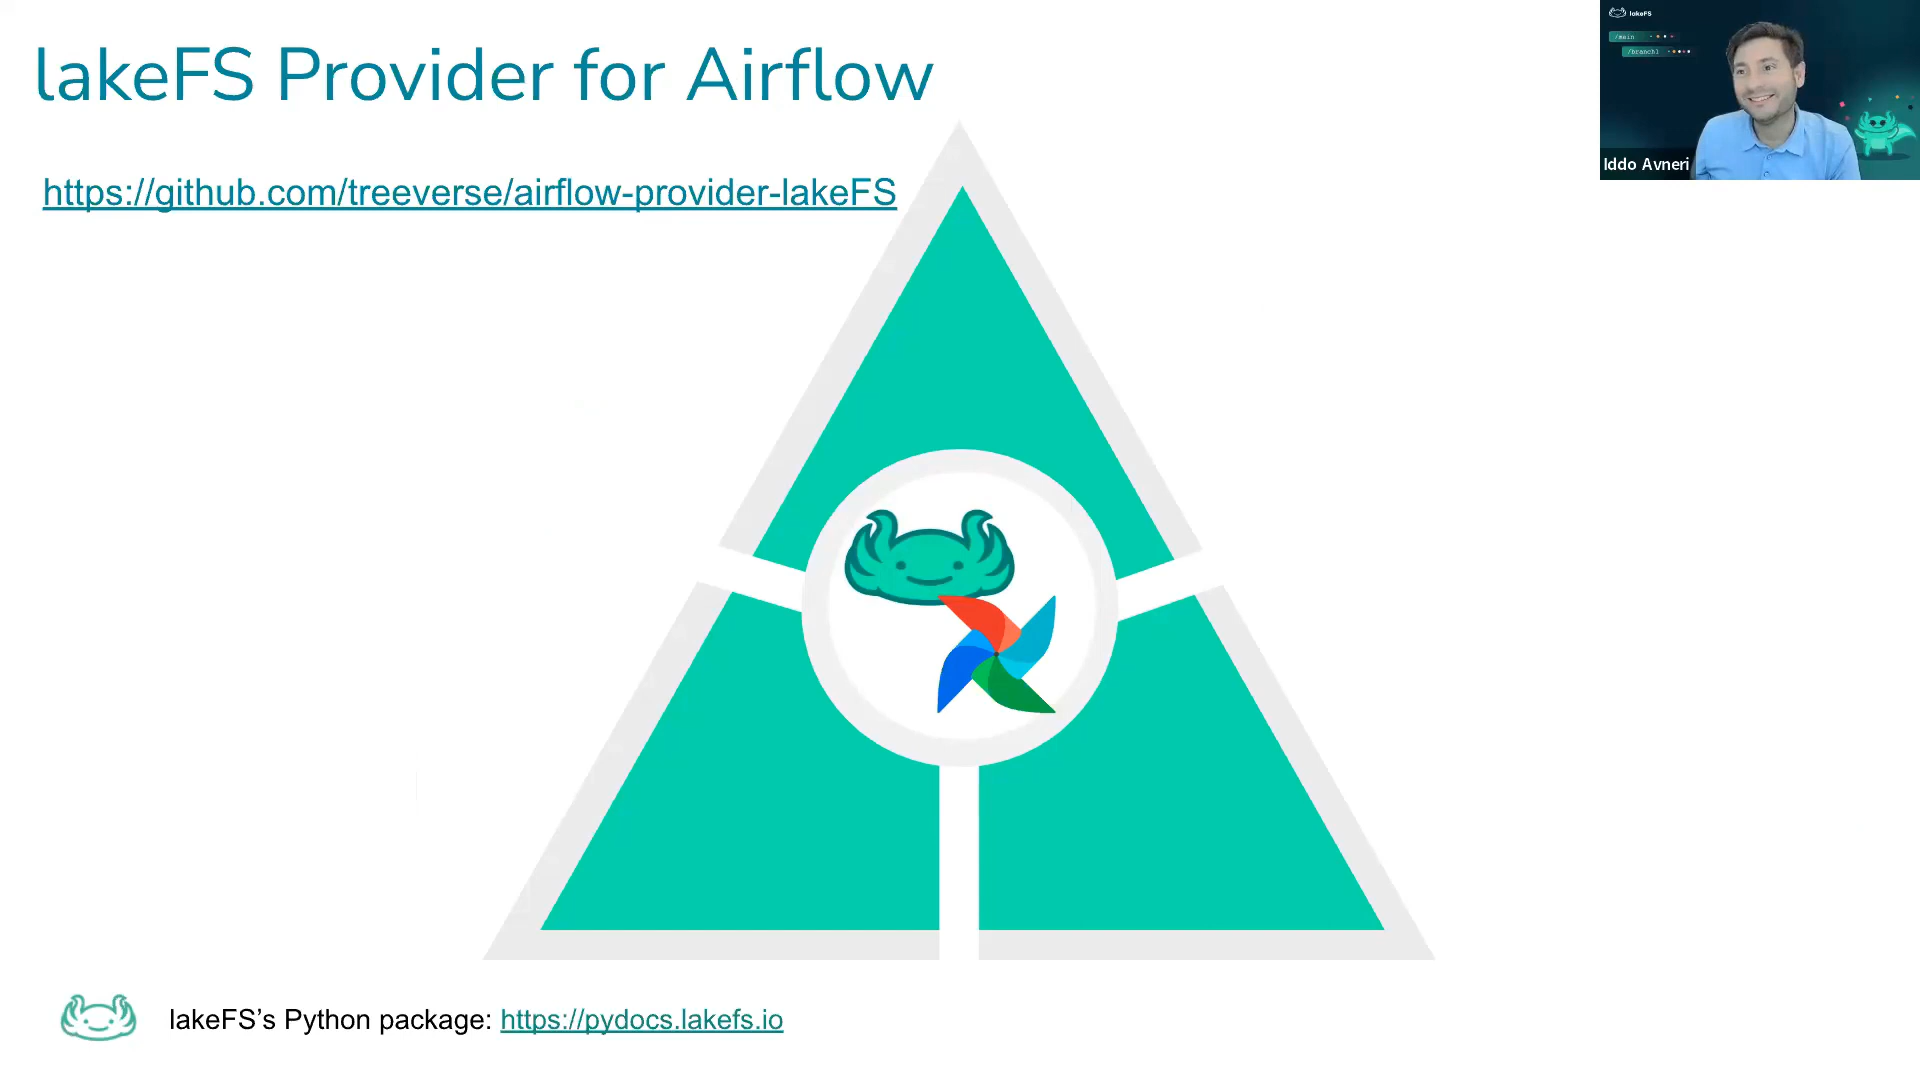 lakeFS Provider for Airflow
https://github.com/treeverse/airflow-provider-lakeFS
lakeFS
/main
/branch1
Iddo Avneri
lakeFS’s Python package: https://pydocs.lakefs.io